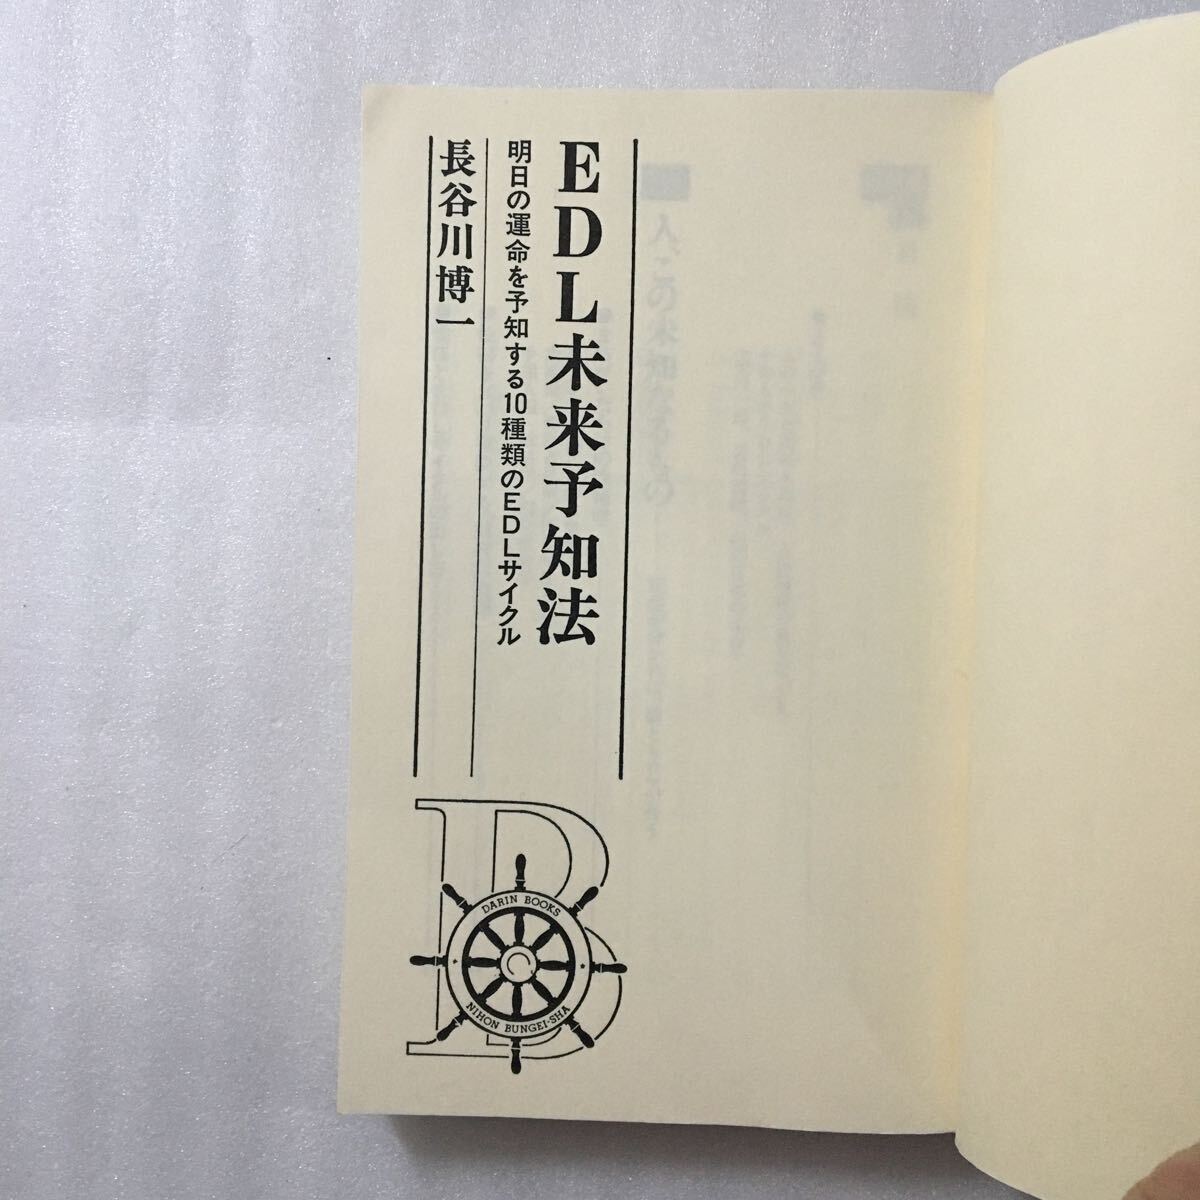 EDL未来予知法
明日の運命を予知する10種類のEDLサイクル
長谷川博一
DARIN BOOKS
NIHON BUNGEI-SHA